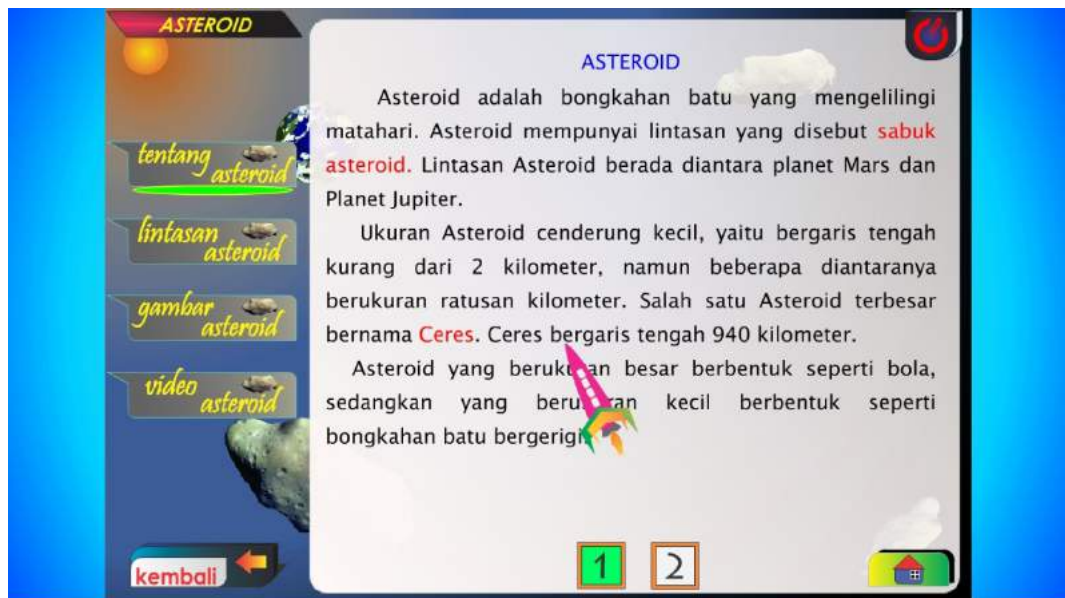 ASTEROID
tentang
asteroid
lintasan
asteroid
gambar
asteroid
video
asteroid
kembali
ASTEROID
Asteroid adalah bongkahan batu yang mengelilingi
matahari. Asteroid mempunyai lintasan yang disebut sabuk
asteroid. Lintasan Asteroid berada diantara planet Mars dan
Planet Jupiter.
Ukuran Asteroid cenderung kecil, yaitu bergaris tengah
kurang dari 2 kilometer, namun beberapa diantaranya
berukuran ratusan kilometer. Salah satu Asteroid terbesar
bernama Ceres. Ceres bergaris tengah 940 kilometer.
Asteroid yang berukuran besar berbentuk seperti bola,
sedangkan yang berukuran kecil berbentuk seperti
bongkahan batu bergerigi.
1 2